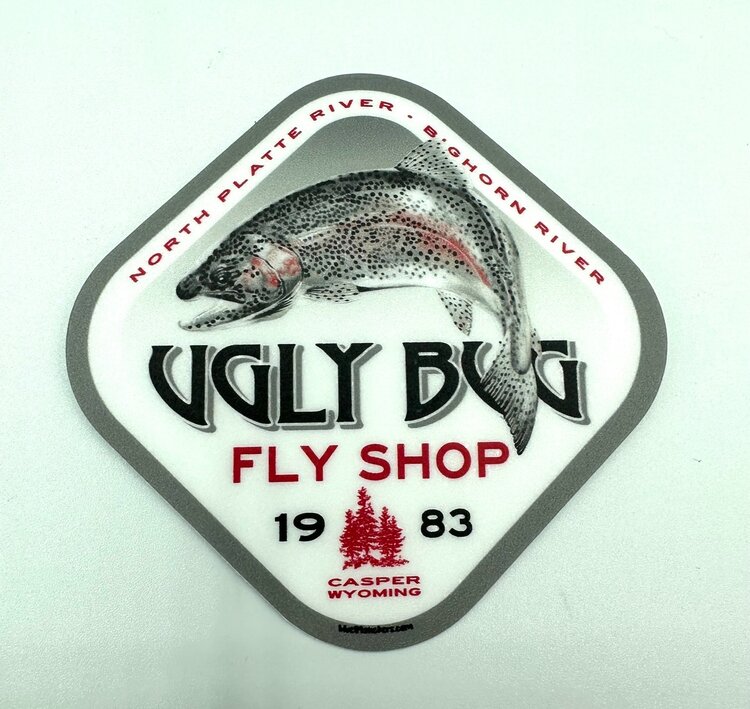 NORTH PLATTE RIVER · BIGHORN RIVER
UGLY BUG
FLY SHOP
19 83
CASPER
WYOMING